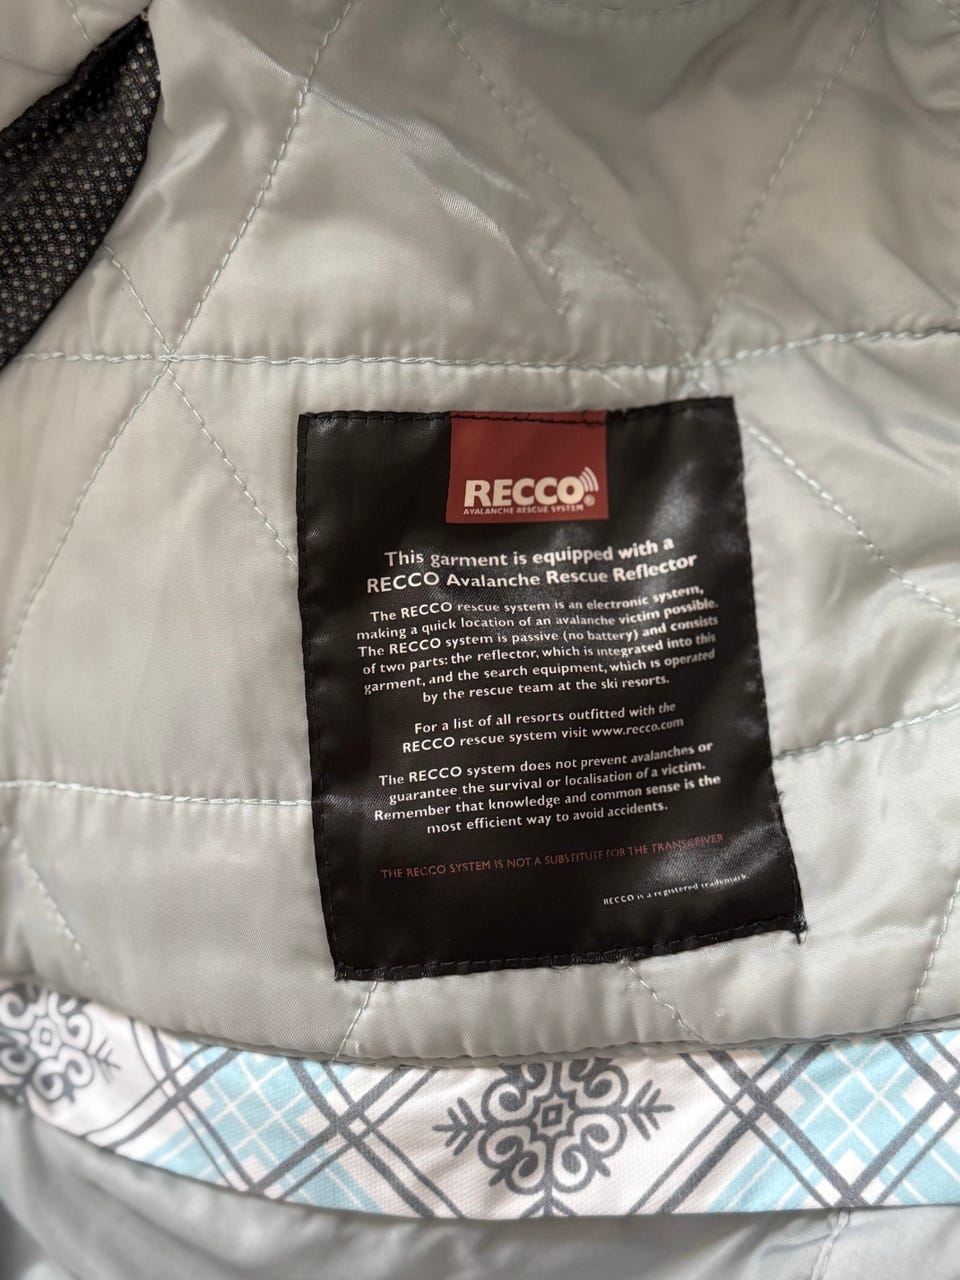 RECCO®
AVALANCHE RESCUE SYSTEM
This garment is equipped with a
RECCO Avalanche Rescue Reflector
The RECCO rescue system is an electronic system,
making a quick location of an avalanche victim possible.
The RECCO system is passive (no battery) and consists
of two parts: the reflector, which is integrated into this
garment, and the search equipment, which is operated
by the rescue team at the ski resorts.
For a list of all resorts outfitted with the
RECCO rescue system visit www.recco.com
The RECCO system does not prevent avalanches or
guarantee the survival or localisation of a victim.
Remember that knowledge and common sense is the
most efficient way to avoid accidents.
THE RECCO SYSTEM IS NOT A SUBSTITUTE FOR THE TRANSCEIVER
RECCO is a registered trademark.